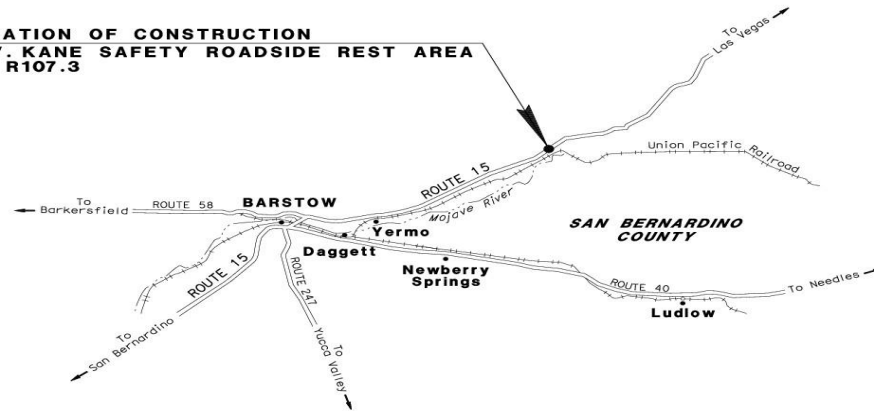 ATION OF CONSTRUCTION
. KANE SAFETY ROADSIDE REST AREA
R107.3
To
Las Vegas
Union Pacific Railroad
ROUTE 15
Mojave River
To
Barkersfield
ROUTE 58
BARSTOW
Yermo
SAN BERNARDINO
COUNTY
Daggett
Newberry
Springs
ROUTE 15
ROUTE 247
ROUTE 40
To Needles
Ludlow
To
San Bernardino
To
Yucca Valley